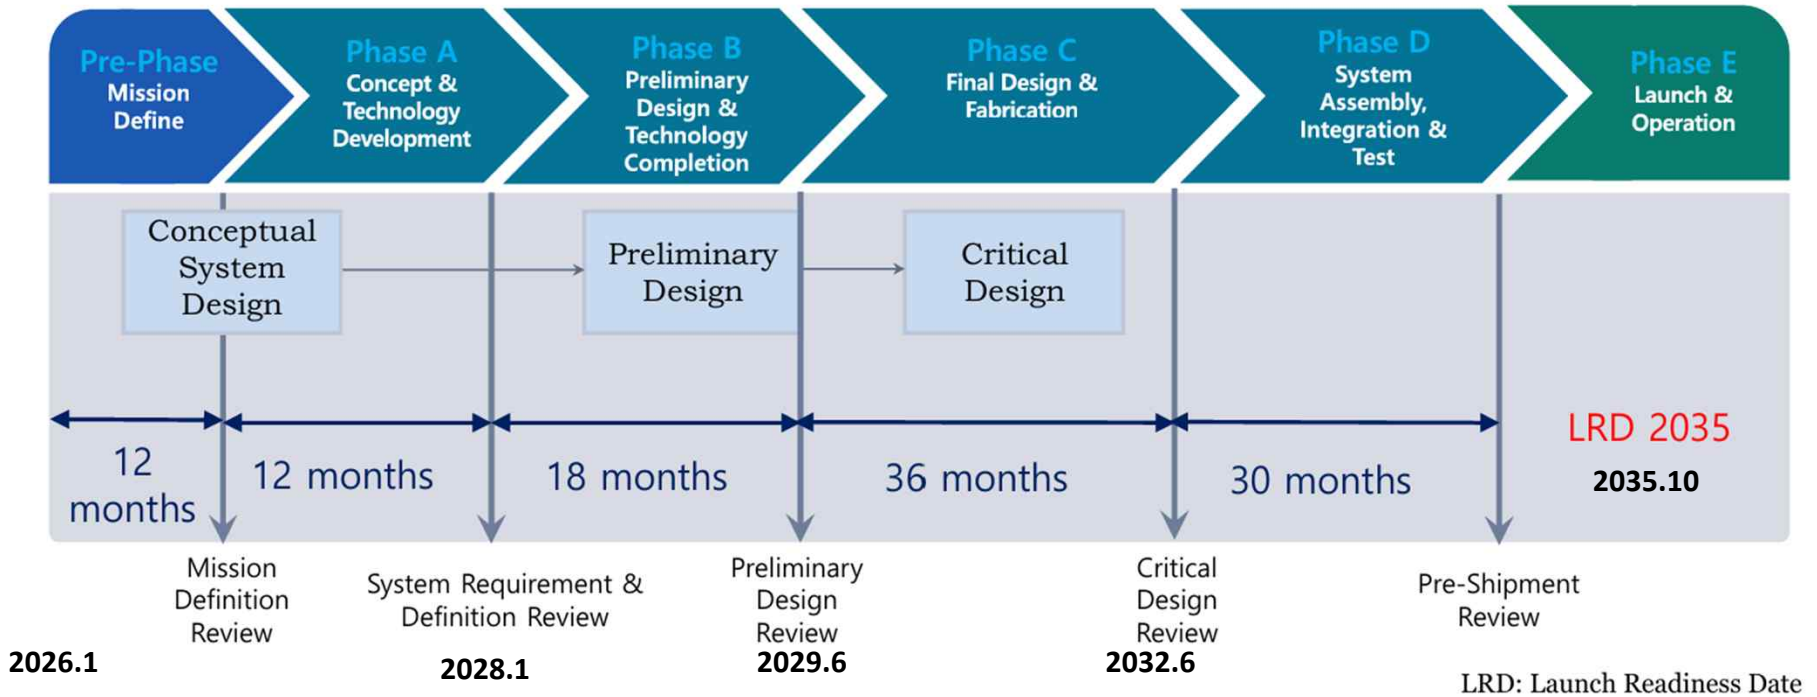 Pre-Phase
Mission
Define
Phase A
Concept &
Technology
Development
Phase B
Preliminary
Design &
Technology
Completion
Phase C
Final Design &
Fabrication
Phase D
System
Assembly,
Integration &
Test
Phase E
Launch &
Operation
Conceptual
System
Design
Preliminary
Design
Critical
Design
12
months
12 months
18 months
36 months
30 months
LRD 2035
2035.10
Mission
Definition
Review
System Requirement &
Definition Review
Preliminary
Design
Review
Critical
Design
Review
Pre-Shipment
Review
2026.1
2028.1
2029.6
2032.6
LRD: Launch Readiness Date